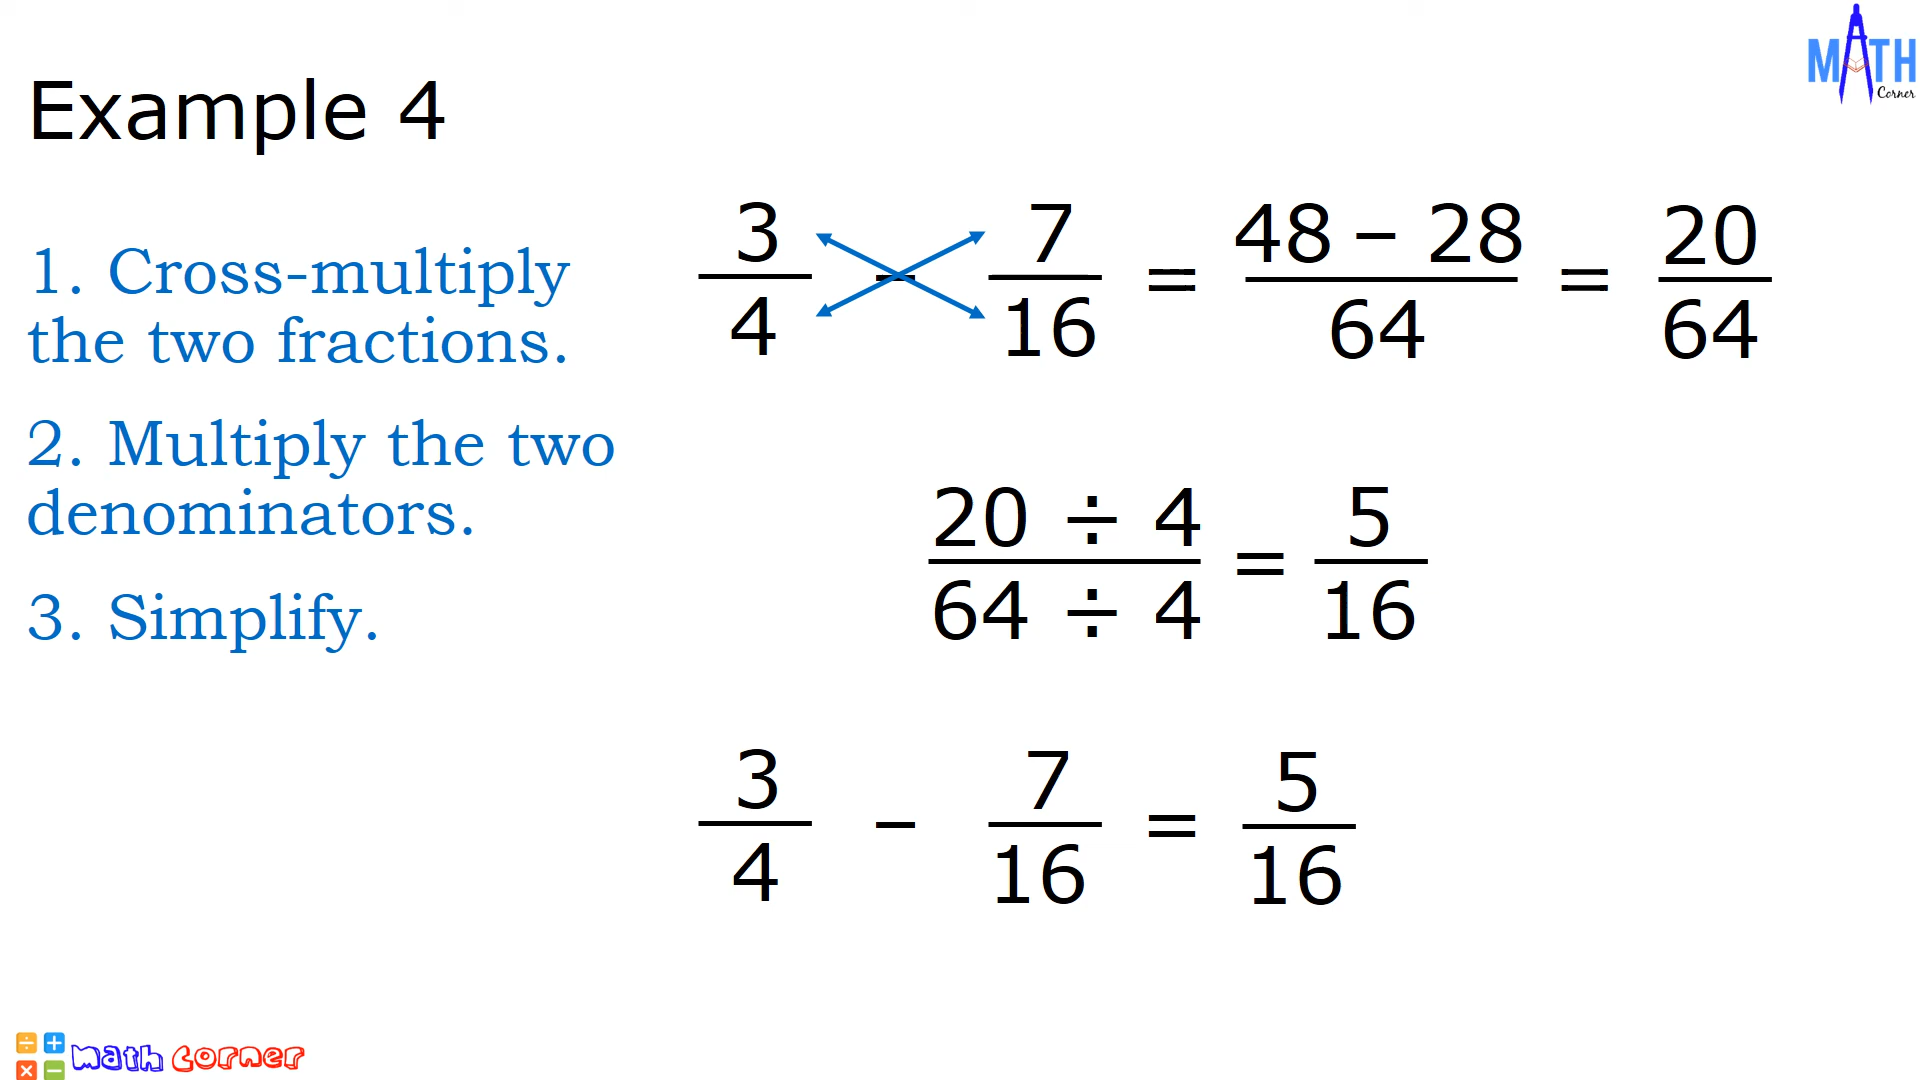 MATH
Corner
Example 4
1. Cross-multiply
the two fractions.
2. Multiply the two
denominators.
3. Simplify.
3 7 48 – 28 20
– = =
4 16 64 64
20 ÷ 4 5
=
64 ÷ 4 16
3 7 5
– =
4 16 16
÷ +
× −
math corner